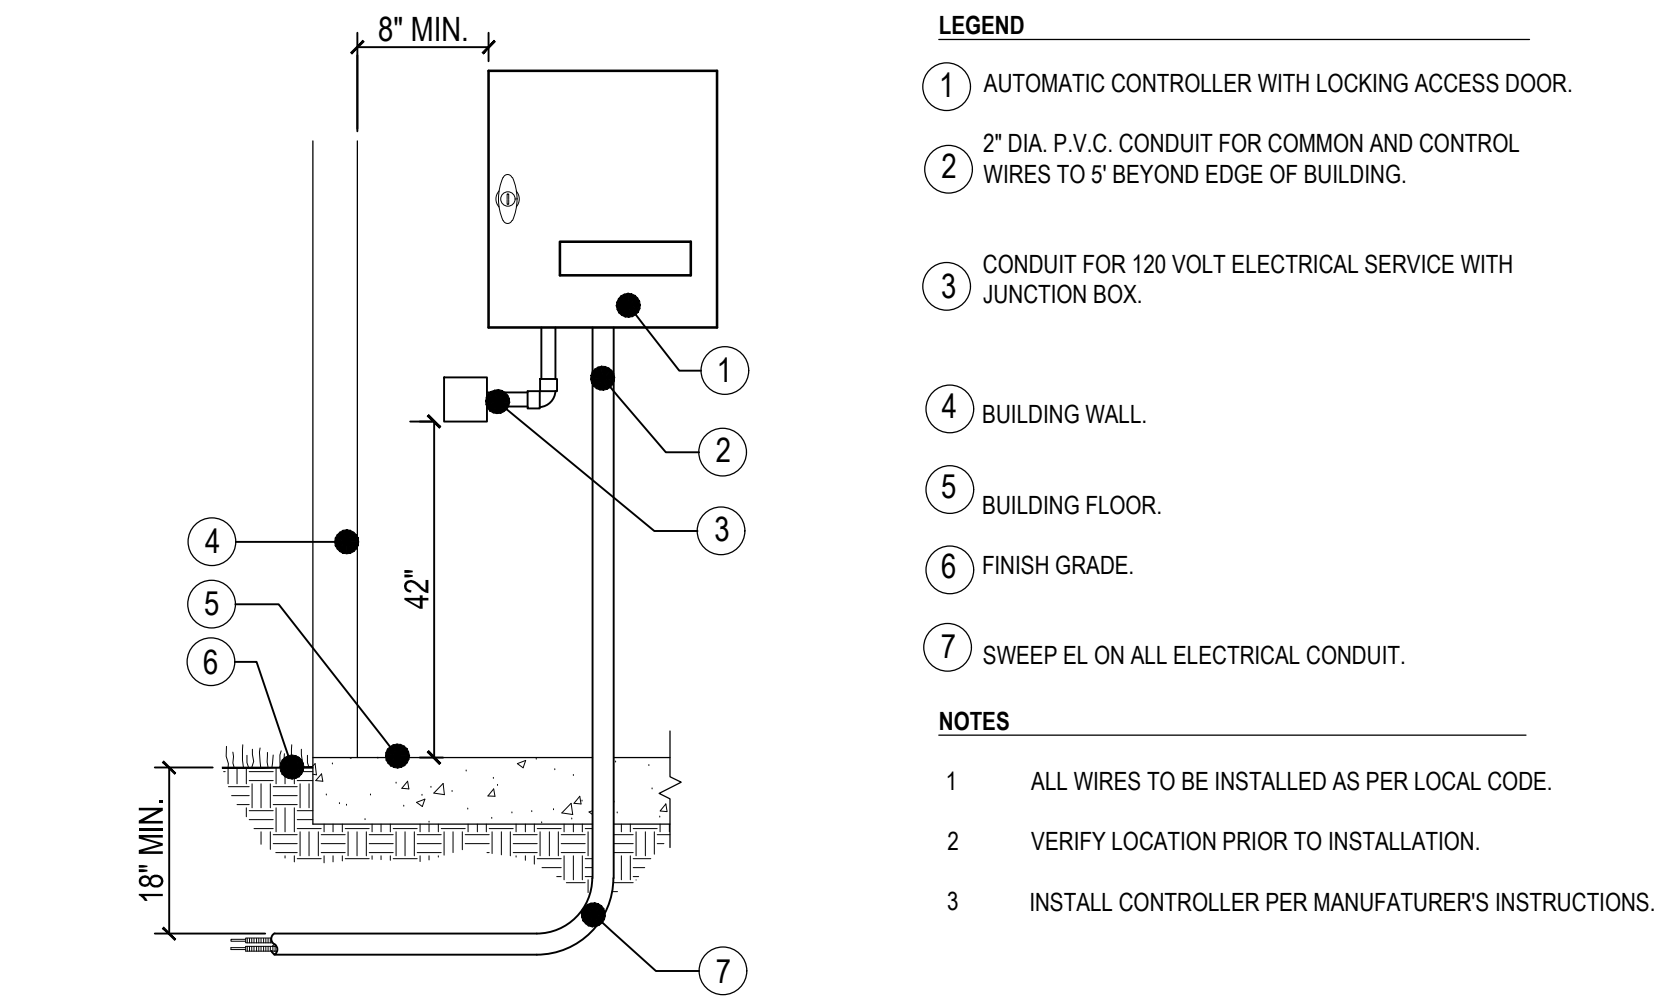 8" MIN.
1
2
3
4
42"
5
6
18" MIN.
7
LEGEND
1 AUTOMATIC CONTROLLER WITH LOCKING ACCESS DOOR.
2 2" DIA. P.V.C. CONDUIT FOR COMMON AND CONTROL
WIRES TO 5' BEYOND EDGE OF BUILDING.
3 CONDUIT FOR 120 VOLT ELECTRICAL SERVICE WITH
JUNCTION BOX.
4 BUILDING WALL.
5 BUILDING FLOOR.
6 FINISH GRADE.
7 SWEEP EL ON ALL ELECTRICAL CONDUIT.
NOTES
1 ALL WIRES TO BE INSTALLED AS PER LOCAL CODE.
2 VERIFY LOCATION PRIOR TO INSTALLATION.
3 INSTALL CONTROLLER PER MANUFATURER'S INSTRUCTIONS.